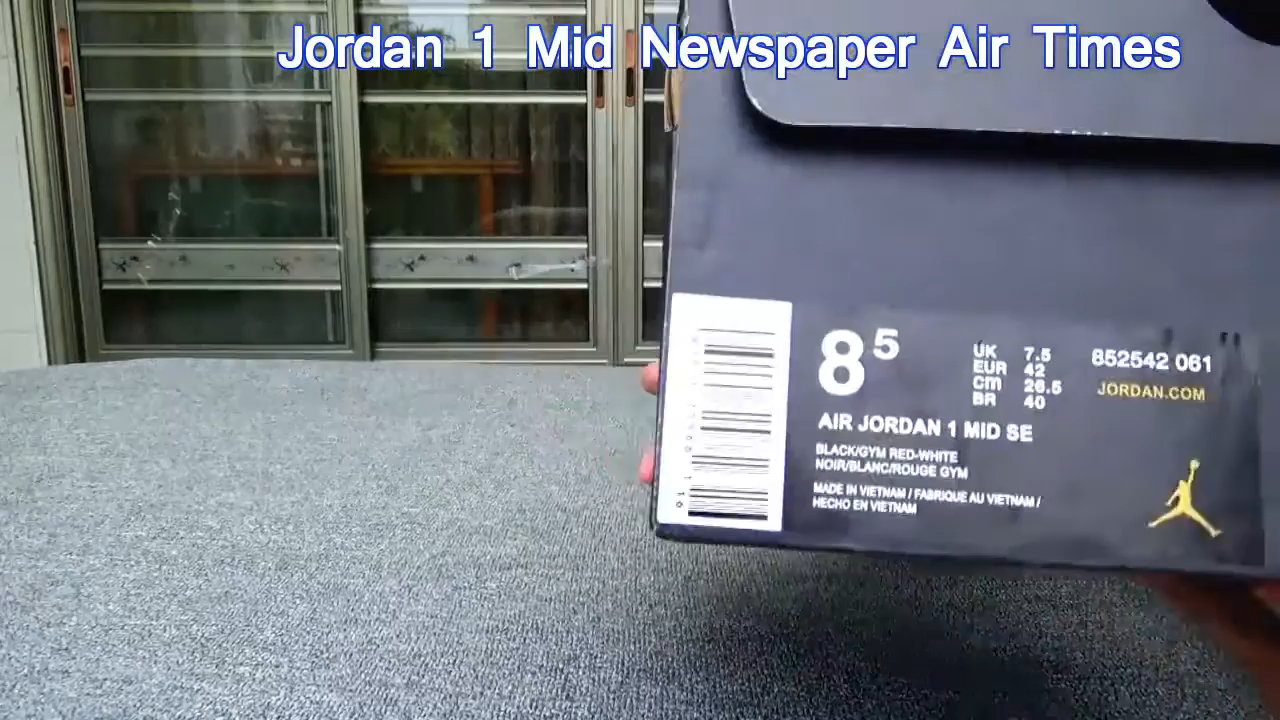 Jordan 1 Mid Newspaper Air Times
8⁵
UK 7.5
EUR 42
cm 26.5
BR 40
852542 061
JORDAN.COM
AIR JORDAN 1 MID SE
BLACK/GYM RED-WHITE
NOIR/BLANC/ROUGE GYM
MADE IN VIETNAM / FABRIQUE AU VIETNAM /
HECHO EN VIETNAM